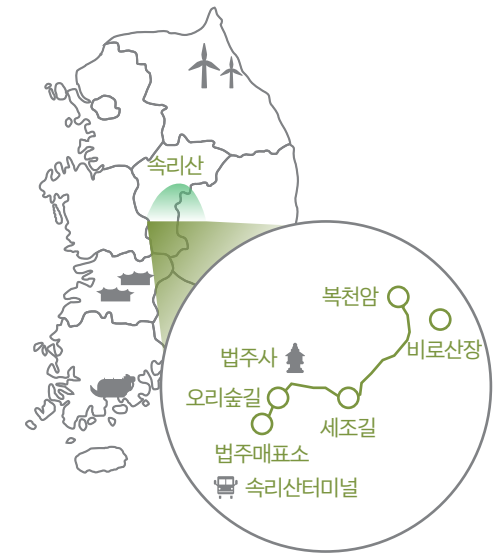 속리산
복천암
비로산장
법주사
오리숲길
세조길
법주매표소
속리산터미널